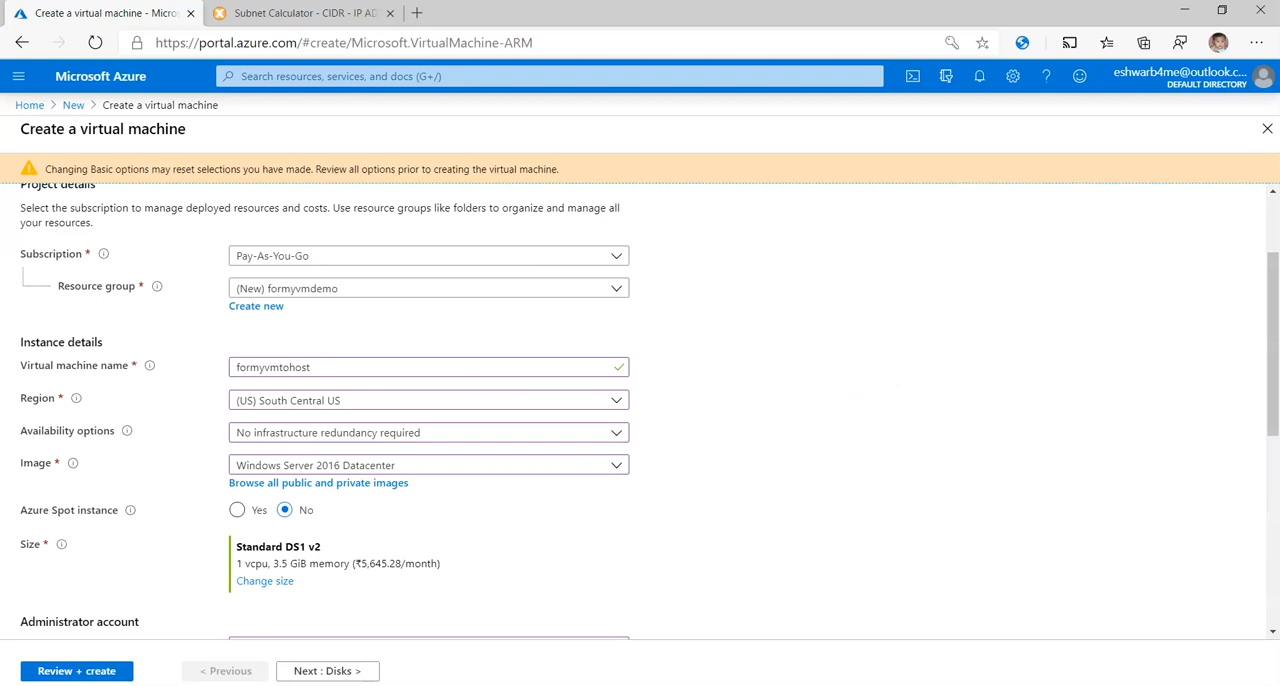 Create a virtual machine - Micros
Subnet Calculator - CIDR - IP AD
https://portal.azure.com/#create/Microsoft.VirtualMachine-ARM
Microsoft Azure
Search resources, services, and docs (G+/)
eshwarb4me@outlook.c...
DEFAULT DIRECTORY
Home > New > Create a virtual machine
Create a virtual machine
Changing Basic options may reset selections you have made. Review all options prior to creating the virtual machine.
Project details
Select the subscription to manage deployed resources and costs. Use resource groups like folders to organize and manage all
your resources.
Subscription *
Pay-As-You-Go
Resource group *
(New) formyvmdemo
Create new
Instance details
Virtual machine name *
formyvmtohost
Region *
(US) South Central US
Availability options
No infrastructure redundancy required
Image *
Windows Server 2016 Datacenter
Browse all public and private images
Azure Spot instance
Yes No
Size *
Standard DS1 v2
1 vcpu, 3.5 GiB memory (₹5,645.28/month)
Change size
Administrator account
Review + create
< Previous
Next : Disks >